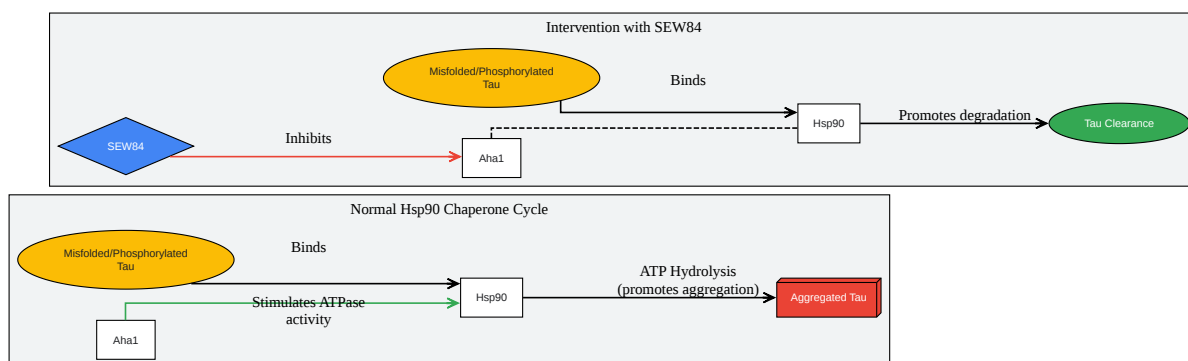 Intervention with SEW84
Misfolded/Phosphorylated
Tau
Binds
Hsp90
Promotes degradation
Tau Clearance
SEW84
Inhibits
Aha1
Normal Hsp90 Chaperone Cycle
Misfolded/Phosphorylated
Tau
Binds
Hsp90
ATP Hydrolysis
(promotes aggregation)
Aggregated Tau
Stimulates ATPase
activity
Aha1